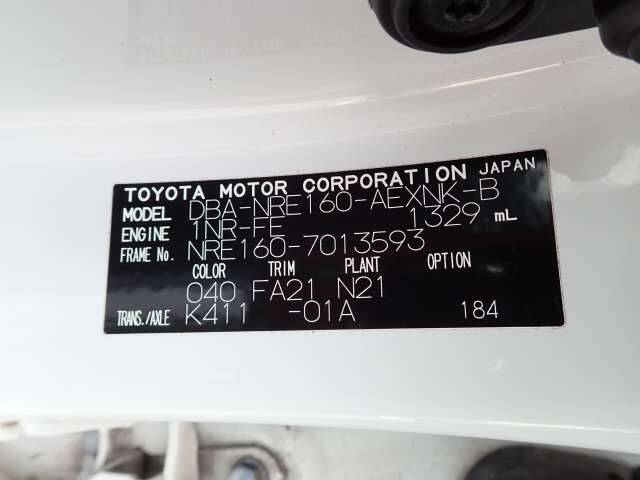 TOYOTA MOTOR CORPORATION JAPAN
MODEL DBA-NRE160-AEXNK-B
ENGINE 1NR-FE 1329 mL
FRAME No. NRE160-7013593
COLOR TRIM PLANT OPTION
040 FA21 N21
TRANS./AXLE K411 -01A 184